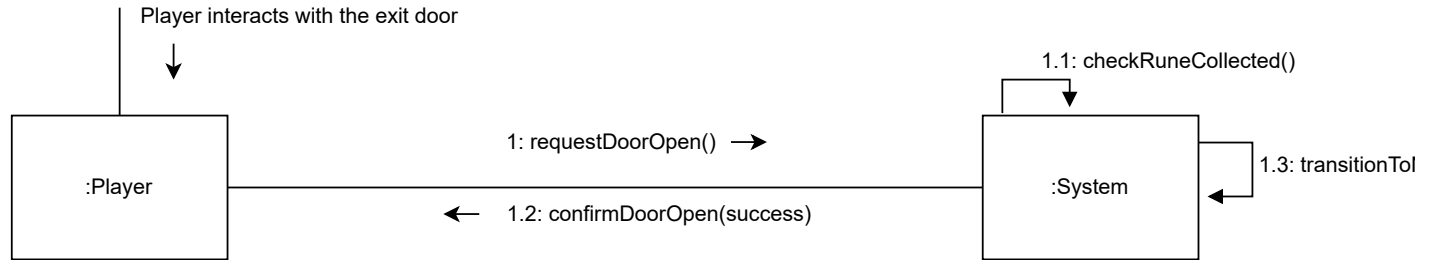 Player interacts with the exit door
1.1: checkRuneCollected()
1: requestDoorOpen()
:Player
:System
1.3:
1.2: confirmDoorOpen(success)